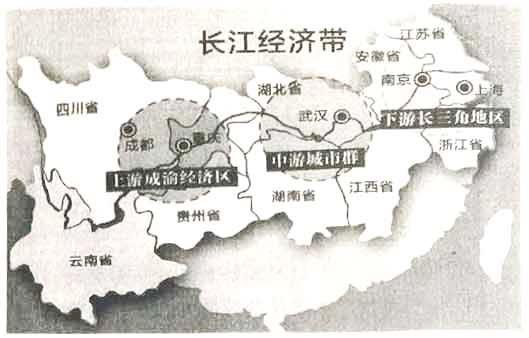 长江经济带
江苏省
安徽省
南京
上海
湖北省
四川省
武汉
下游长三角地区
成都
重庆
浙江省
中游城市群
上游成渝经济区
湖南省
江西省
贵州省
云南省